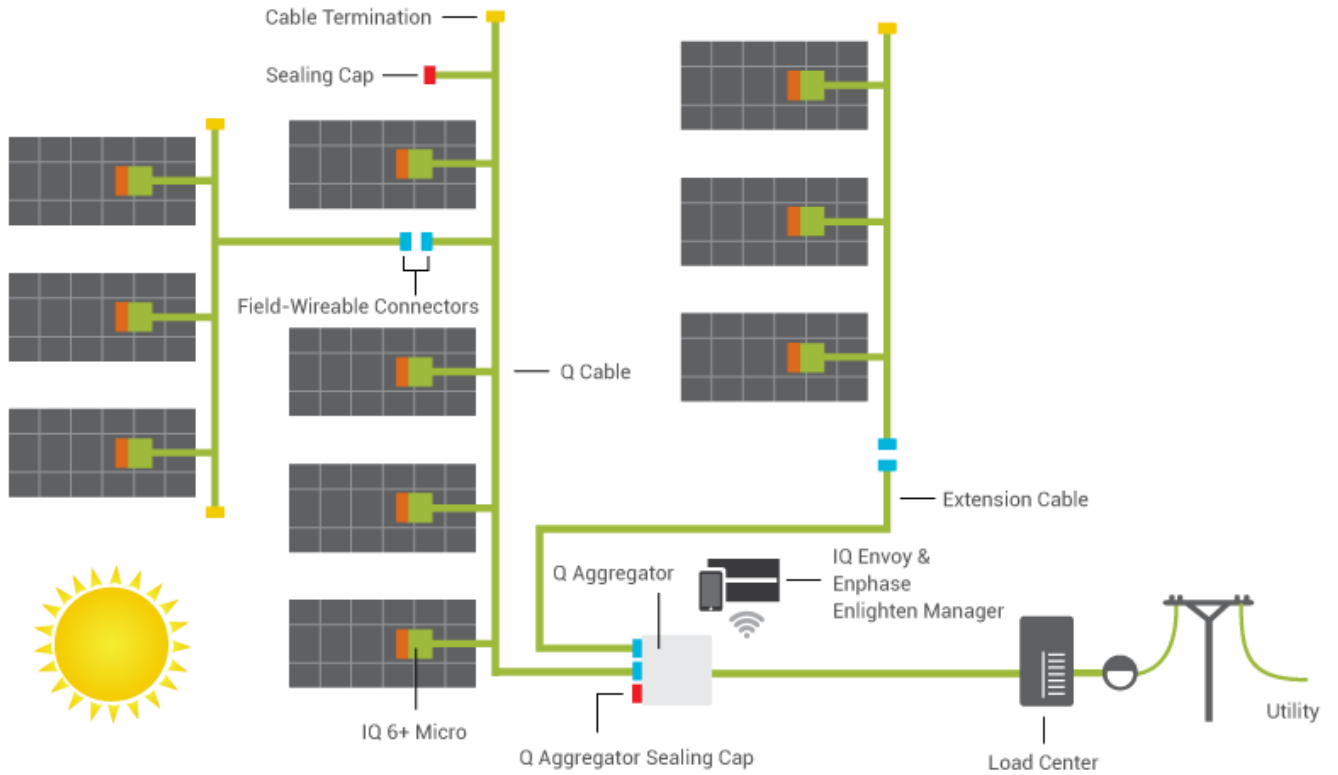 Cable Termination
Sealing Cap
Field-Wireable Connectors
Q Cable
Extension Cable
Q Aggregator
IQ Envoy &
Enphase
Enlighten Manager
IQ 6+ Micro
Q Aggregator Sealing Cap
Load Center
Utility